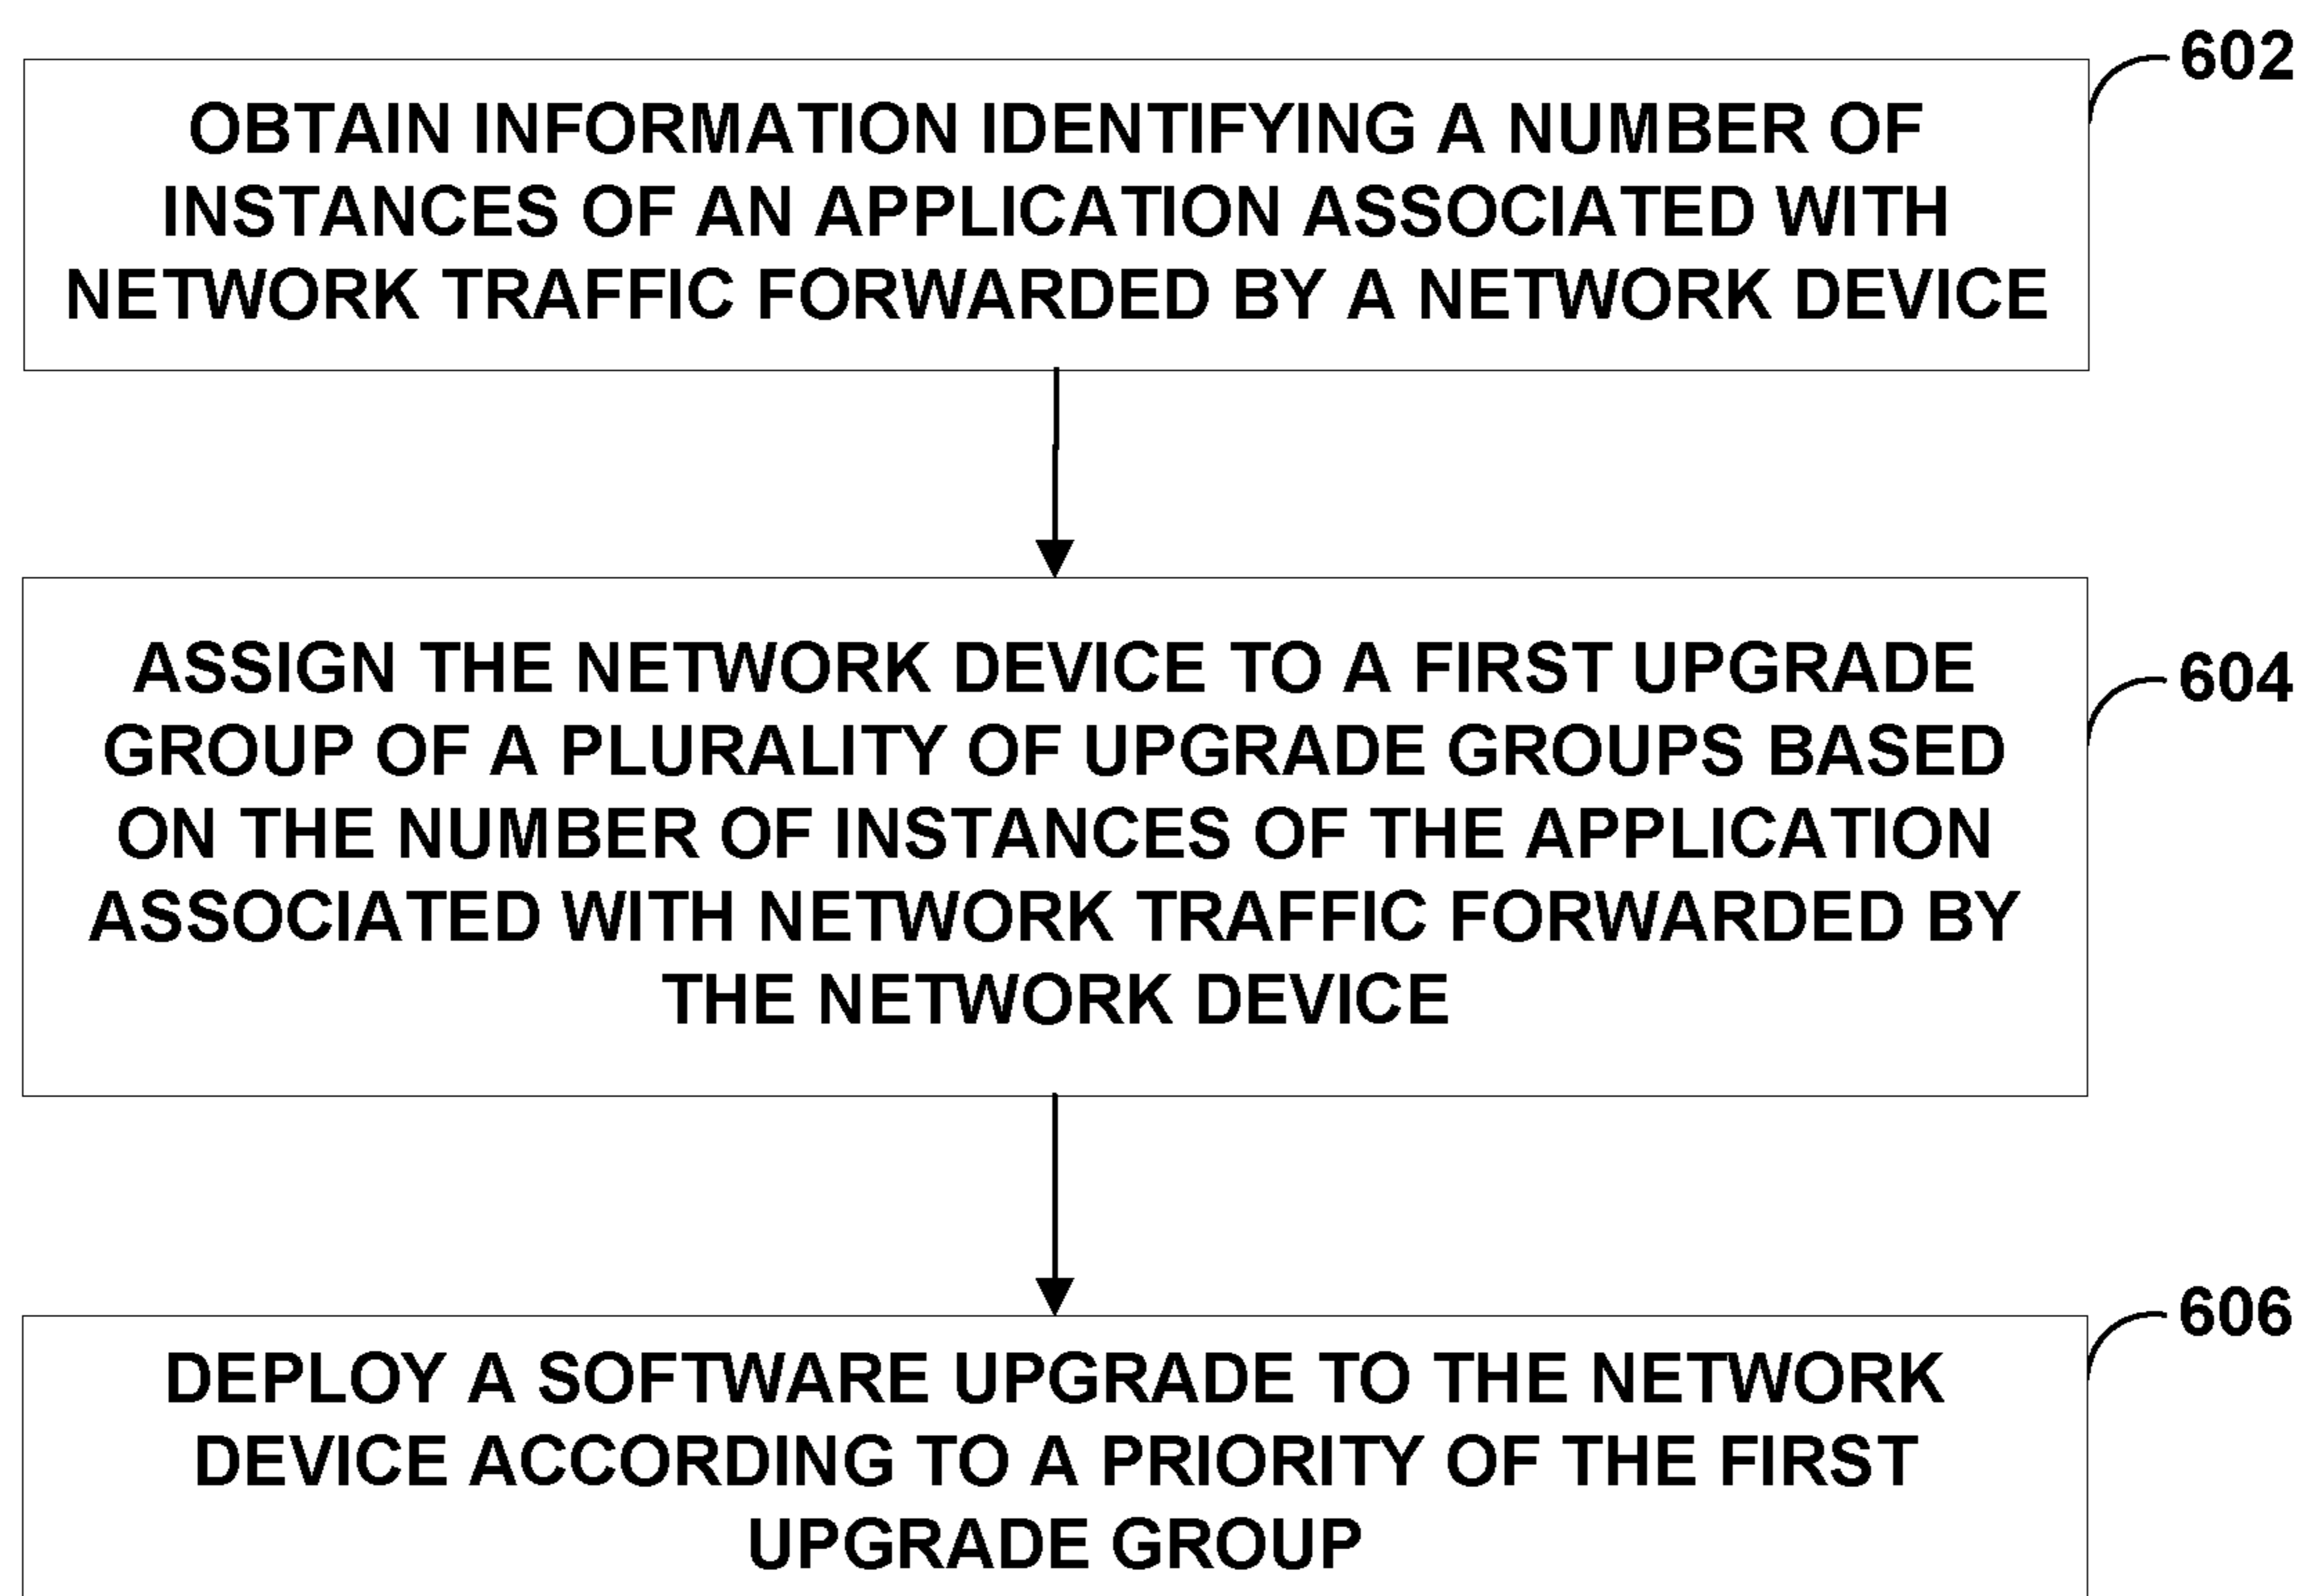 602
OBTAIN INFORMATION IDENTIFYING A NUMBER OF
INSTANCES OF AN APPLICATION ASSOCIATED WITH
NETWORK TRAFFIC FORWARDED BY A NETWORK DEVICE
604
ASSIGN THE NETWORK DEVICE TO A FIRST UPGRADE
GROUP OF A PLURALITY OF UPGRADE GROUPS BASED
ON THE NUMBER OF INSTANCES OF THE APPLICATION
ASSOCIATED WITH NETWORK TRAFFIC FORWARDED BY
THE NETWORK DEVICE
606
DEPLOY A SOFTWARE UPGRADE TO THE NETWORK
DEVICE ACCORDING TO A PRIORITY OF THE FIRST
UPGRADE GROUP